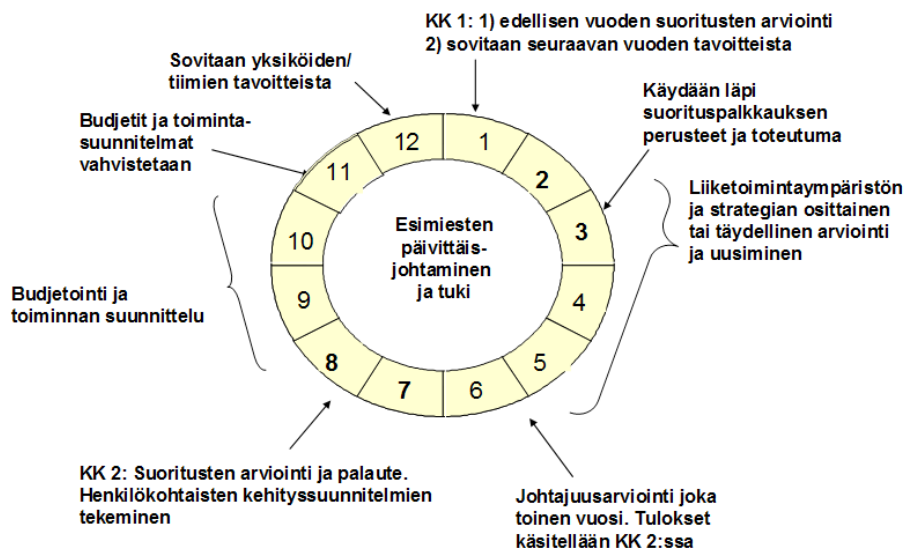 KK 1: 1) edellisen vuoden suoritusten arviointi
2) sovitaan seuraavan vuoden tavoitteista
Sovitaan yksiköiden/
tiimien tavoitteista
Käydään läpi
suorituspalkkauksen
perusteet ja toteutuma
Budjetit ja toiminta-
suunnitelmat
vahvistetaan
12
1
11
2
Liiketoimintaympäristön
ja strategian osittainen
tai täydellinen arviointi
ja uusiminen
10
3
Esimiesten
päivittäis-
johtaminen
ja tuki
Budjetointi ja
toiminnan suunnittelu
9
4
8
5
7
6
KK 2: Suoritusten arviointi ja palaute.
Henkilökohtaisten kehityssuunnitelmien
tekeminen
Johtajuusarviointi joka
toinen vuosi. Tulokset
käsitellään KK 2:ssa